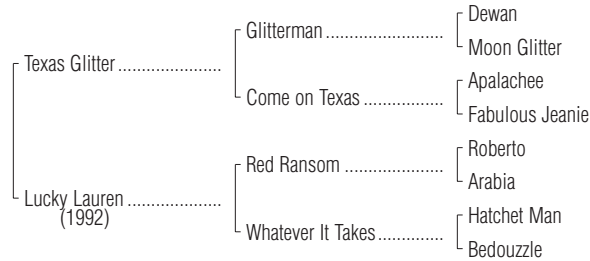 Dewan
Glitterman
Moon Glitter
Texas Glitter
Apalachee
Come on Texas
Fabulous Jeanie
Roberto
Red Ransom
Arabia
Lucky Lauren
(1992)
Hatchet Man
Whatever It Takes
Bedouzzle